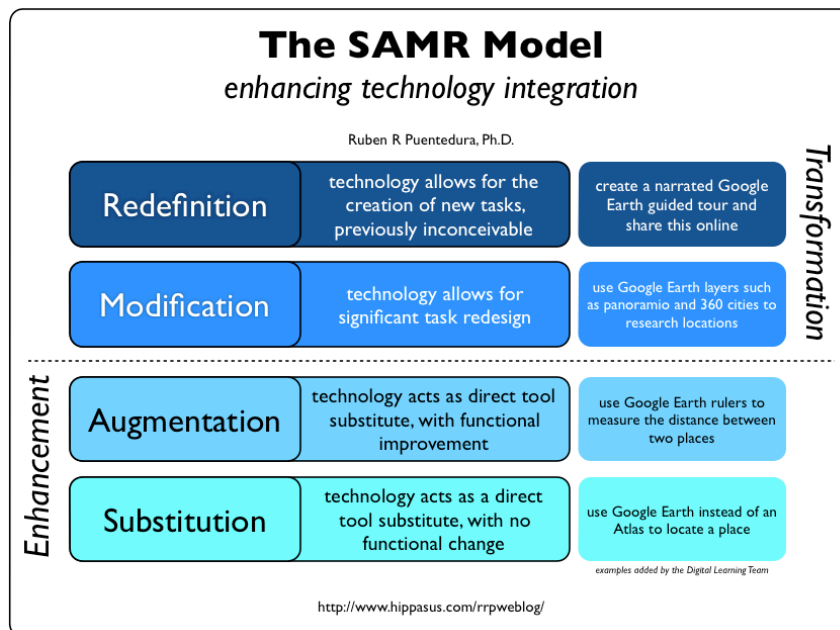 The SAMR Model
enhancing technology integration
Ruben R Puentedura, Ph.D.
Transformation
Redefinition
technology allows for the
creation of new tasks,
previously inconceivable
create a narrated Google
Earth guided tour and
share this online
Modification
technology allows for
significant task redesign
use Google Earth layers such
as panoramio and 360 cities to
research locations
Enhancement
Augmentation
technology acts as direct tool
substitute, with functional
improvement
use Google Earth rulers to
measure the distance between
two places
Substitution
technology acts as a direct
tool substitute, with no
functional change
use Google Earth instead of an
Atlas to locate a place
examples added by the Digital Learning Team
http://www.hippasus.com/rrpweblog/